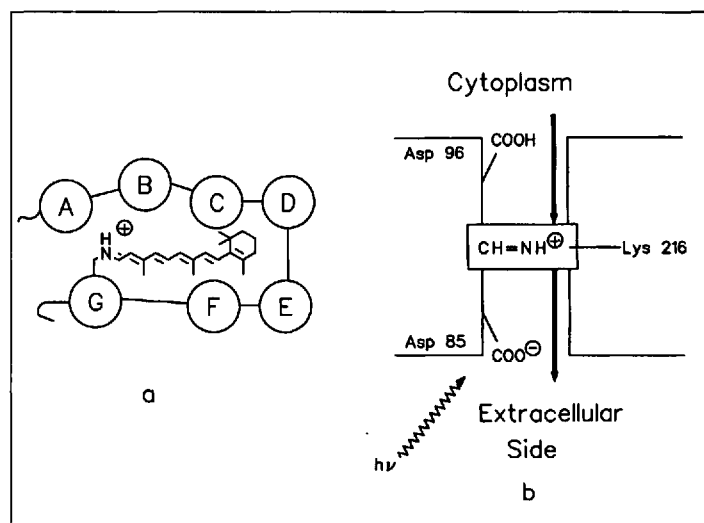 A
B
C
D
H
N
⊕
G
F
E
a
Cytoplasm
Asp 96
COOH
CH=NH⊕
Lys 216
Asp 85
COO⊖
hν
Extracellular
Side
b